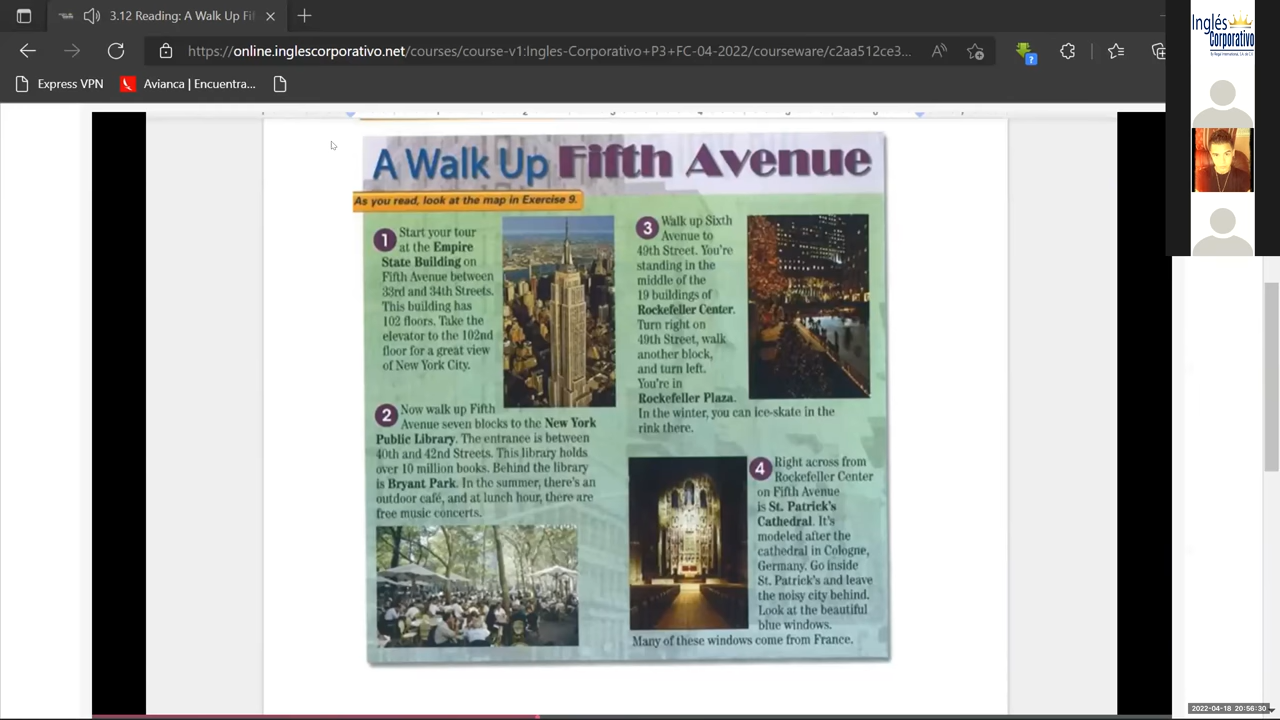 3.12 Reading: A Walk Up Fif
https://online.inglescorporativo.net/courses/course-v1:
s-Corporativo+P3+FC-04-2022/courseware/c2aa512ce3...
Express VPN
Avianca | Encuentra...
Inglés
Corporativo
A Walk Up Fifth Avenue
As you read, look at the map in Exercise 9.
1 Start your tour
at the Empire
State Building on
Fifth Avenue between
33rd and 34th Streets.
This building has
102 floors. Take the
elevator to the 102nd
floor for a great view
of New York City.
2 Now walk up Fifth
Avenue seven blocks to the New York
Public Library. The entrance is between
40th and 42nd Streets. This library holds
over 10 million books. Behind the library
is Bryant Park. In the summer, there's an
outdoor café, and at lunch hour, there are
free music concerts.
3 Walk up Sixth
Avenue to
49th Street. You're
standing in the
middle of the
19 buildings of
Rockefeller Center.
Turn right on
49th Street, walk
another block,
and turn left.
You're in
Rockefeller Plaza.
In the winter, you can ice-skate in the
rink there.
4 Right across from
Rockefeller Center
on Fifth Avenue
is St. Patrick's
Cathedral. It's
modeled after the
cathedral in Cologne,
Germany. Go inside
St. Patrick's and leave
the noisy city behind.
Look at the beautiful
blue windows.
Many of these windows come from France.
2022-04-18 20:56:30